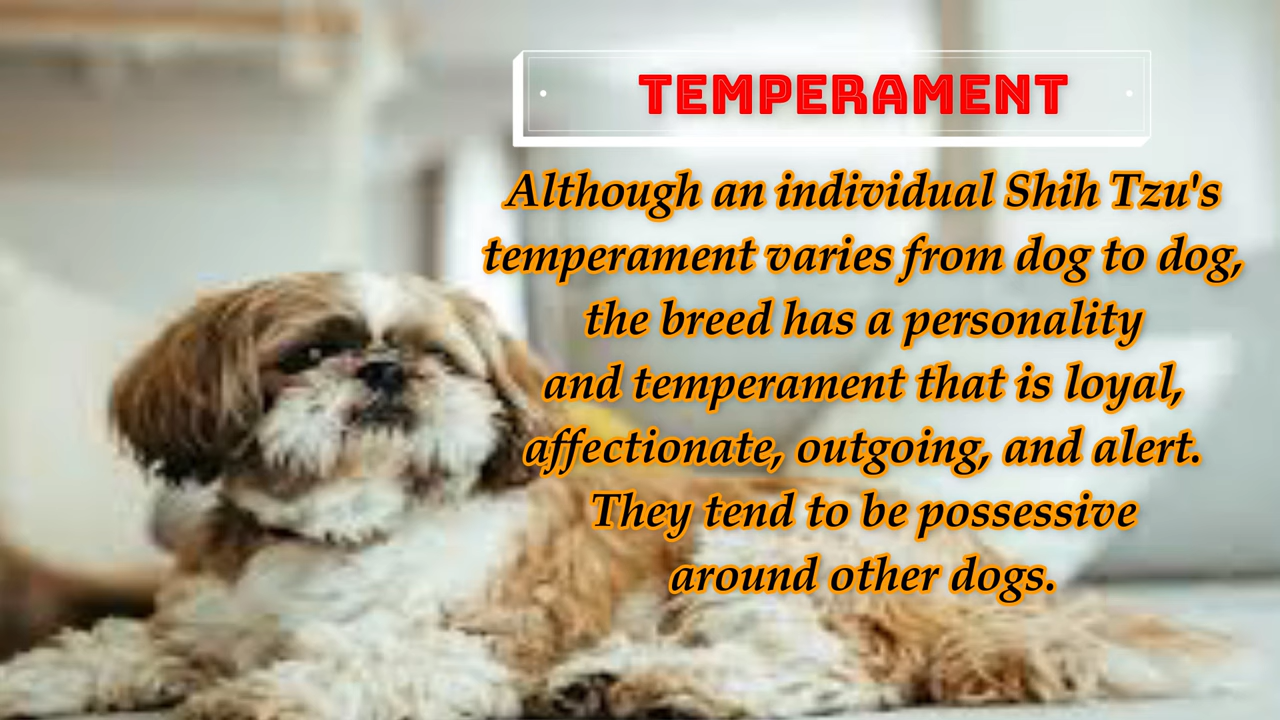 TEMPERAMENT
Although an individual Shih Tzu's
temperament varies from dog to dog,
the breed has a personality
and temperament that is loyal,
affectionate, outgoing, and alert.
They tend to be possessive
around other dogs.